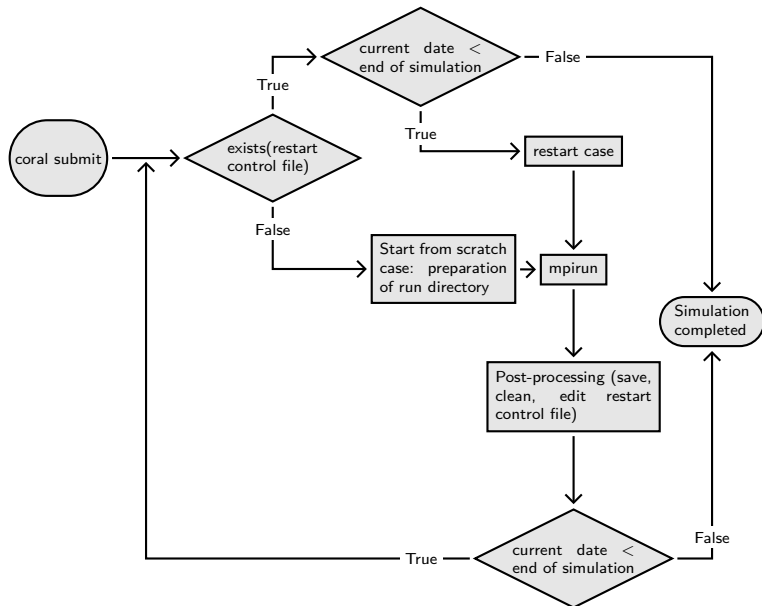 current date <
end of simulation
False
True
True
coral submit
exists(restart
control file)
restart case
False
Start from scratch
case: preparation
of run directory
mpirun
Simulation
completed
Post-processing (save,
clean, edit restart
control file)
False
True
current date <
end of simulation